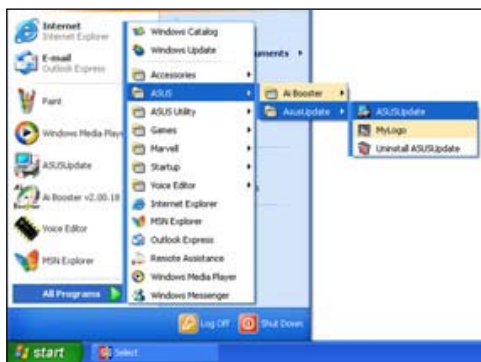 Internet
Internet Explorer
E-mail
Outlook Express
Paint
Windows Media Play
ASUSUpdate
Ai Booster v2.00.18
Voice Editor
MSN Explorer
All Programs
Windows Catalog
Windows Update
Accessories
ASUS
ASUS Utility
Games
Marvell
Startup
Voice Editor
Internet Explorer
MSN Explorer
Outlook Express
Remote Assistance
Windows Media Player
Windows Messenger
uments
Ai Booster
AsusUpdate
ASUSUpdate
MyLogo
Uninstall ASUSUpdate
Log Off
Shut Down
start
Select